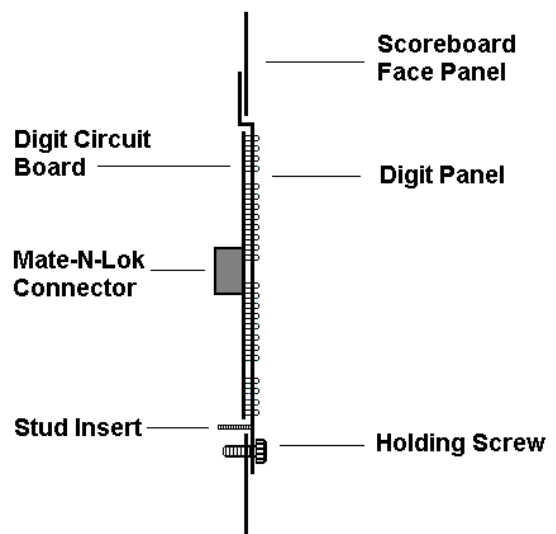 Scoreboard
Face Panel
Digit Circuit
Board
Digit Panel
Mate-N-Lok
Connector
Stud Insert
Holding Screw